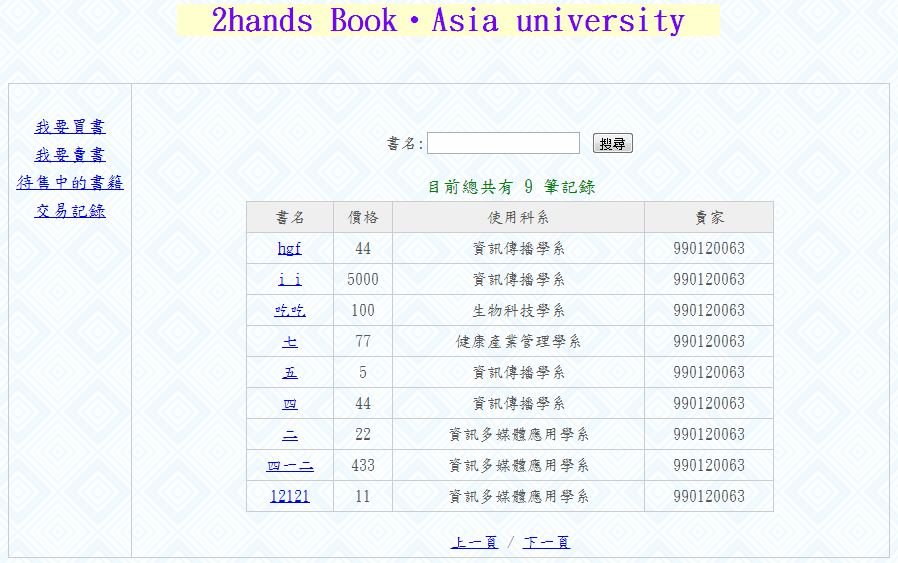 2hands Book‧Asia university
我要買書
我要賣書
待售中的書籍
交易記錄
書名: 搜尋
目前總共有 9 筆記錄
書名 價格 使用科系 賣家
hgf 44 資訊傳播學系 990120063
i i 5000 資訊傳播學系 990120063
吃吃 100 生物科技學系 990120063
七 77 健康產業管理學系 990120063
五 5 資訊傳播學系 990120063
四 44 資訊傳播學系 990120063
二 22 資訊多媒體應用學系 990120063
四一二 433 資訊多媒體應用學系 990120063
12121 11 資訊多媒體應用學系 990120063
上一頁 / 下一頁